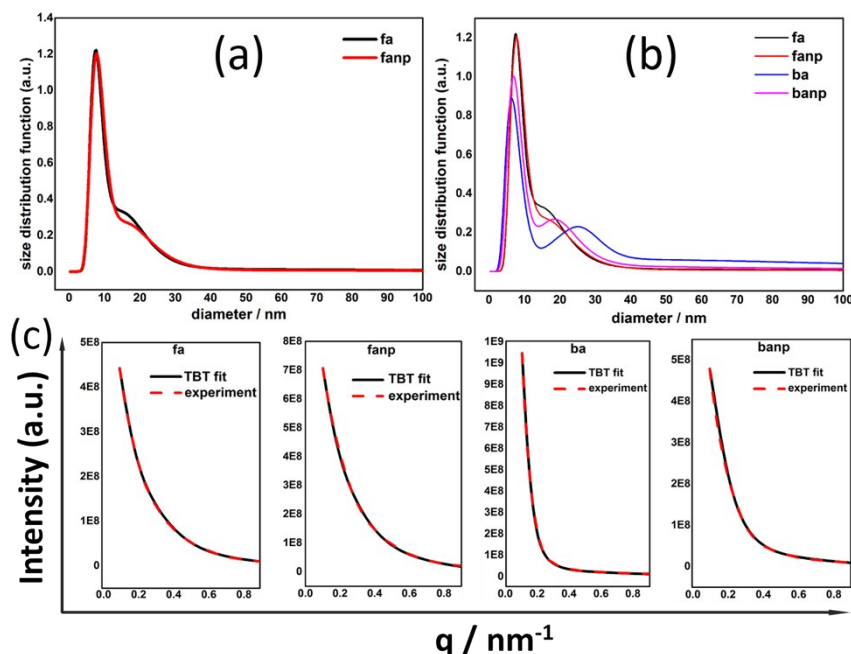 (a)
fa
fanp
size distribution function (a.u.)
1.4
1.2
1.0
0.8
0.6
0.4
0.2
0.0
0 10 20 30 40 50 60 70 80 90 100
diameter / nm
(b)
fa
fanp
ba
banp
size distribution function (a.u.)
1.2
1.0
0.8
0.6
0.4
0.2
0.0
0 10 20 30 40 50 60 70 80 90 100
diameter / nm
(c)
Intensity (a.u.)
fa
TBT fit
experiment
5E8
4E8
3E8
2E8
1E8
0
0.0 0.2 0.4 0.6 0.8
fanp
TBT fit
experiment
8E8
7E8
6E8
5E8
4E8
3E8
2E8
1E8
0
0.0 0.2 0.4 0.6 0.8
ba
TBT fit
experiment
1E9
9E8
8E8
7E8
6E8
5E8
4E8
3E8
2E8
1E8
0
0.0 0.2 0.4 0.6 0.8
banp
TBT fit
experiment
5E8
4E8
3E8
2E8
1E8
0
0.0 0.2 0.4 0.6 0.8
q / nm⁻¹